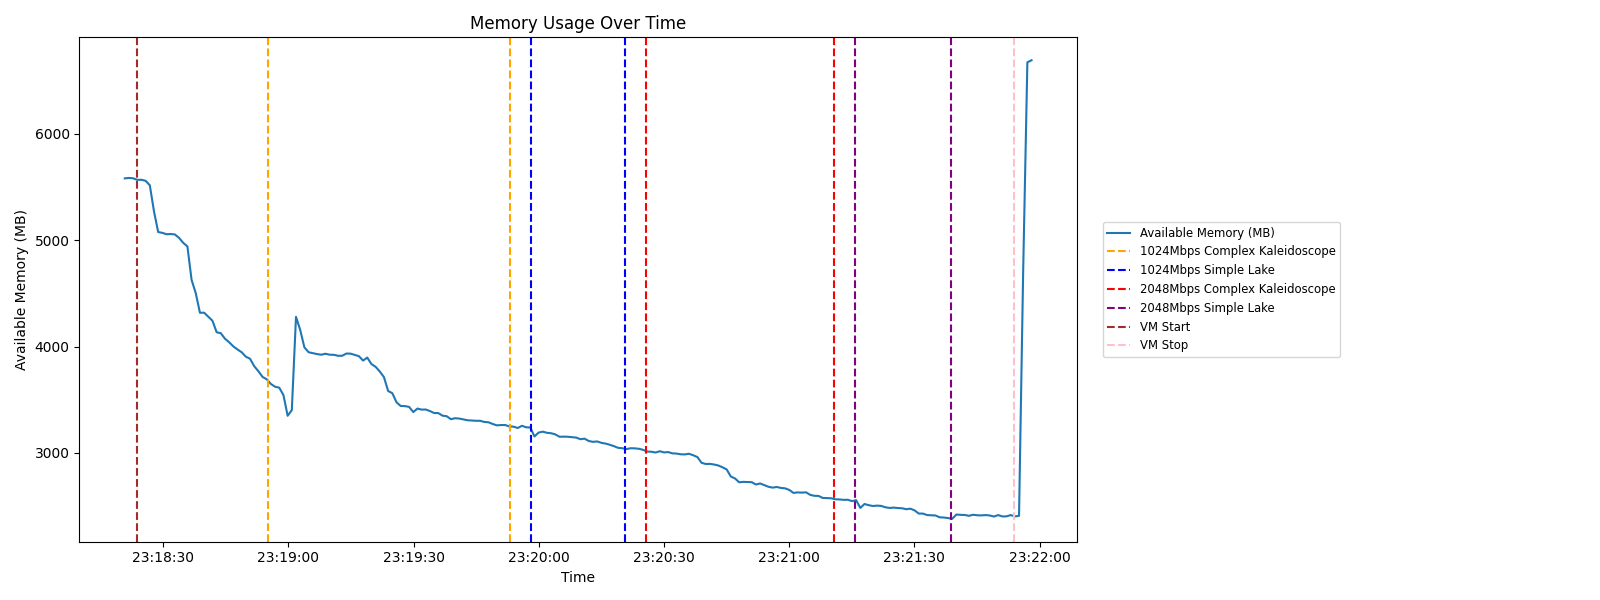 Memory Usage Over Time
Available Memory (MB)
6000
5000
4000
3000
23:18:30
23:19:00
23:19:30
23:20:00
23:20:30
23:21:00
23:21:30
23:22:00
Time
Available Memory (MB)
1024Mbps Complex Kaleidoscope
1024Mbps Simple Lake
2048Mbps Complex Kaleidoscope
2048Mbps Simple Lake
VM Start
VM Stop